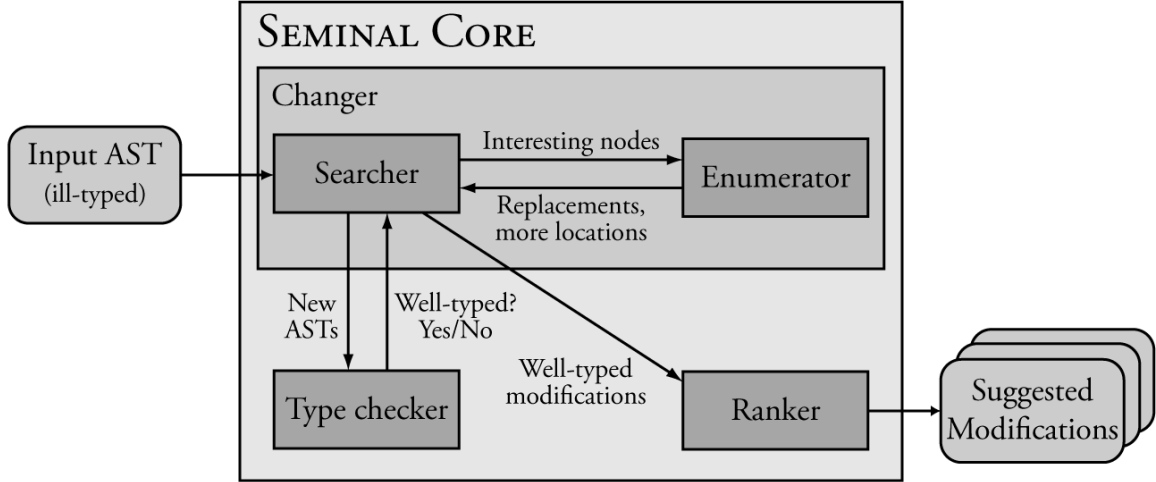 SEMINAL CORE
Changer
Input AST
(ill-typed)
Searcher
Interesting nodes
Enumerator
Replacements,
more locations
New
ASTs
Well-typed?
Yes/No
Well-typed
modifications
Type checker
Ranker
Suggested
Modifications